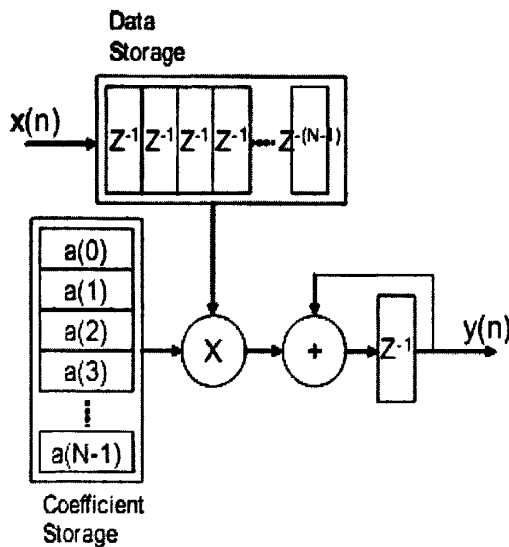 Data
Storage
x(n)
Z-1 Z-1 Z-1 Z-1 Z-(N-1)
a(0)
a(1)
a(2)
a(3)
a(N-1)
X
+
Z-1
y(n)
Coefficient
Storage